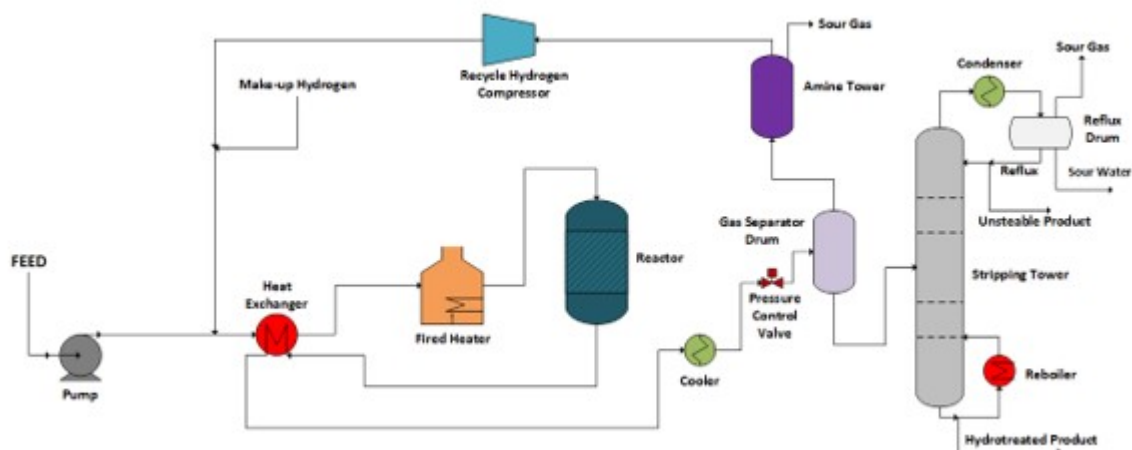 Sour Gas
Sour Gas
Condenser
Recycle Hydrogen
Compressor
Make-up Hydrogen
Amine Tower
Reflux
Drum
Reflux
Sour Water
Gas Separator
Drum
Unsteable Product
FEED
Heat
Exchanger
Reactor
Stripping Tower
Pressure
Control
Valve
Fired Heater
Cooler
Reboiler
Pump
Hydrotreated Product